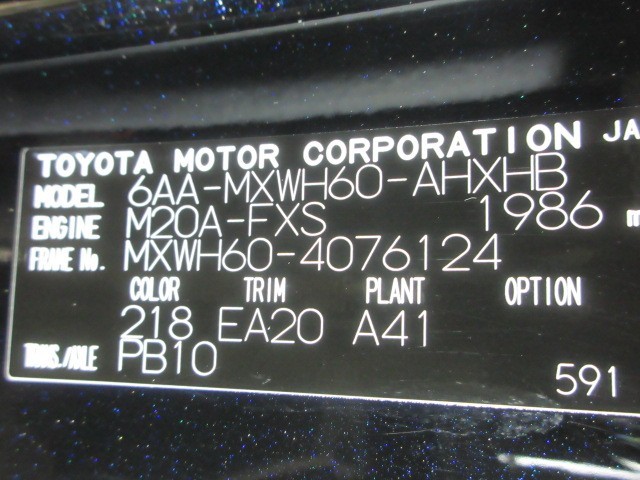 TOYOTA MOTOR CORPORATION JA
MODEL 6AA-MXWH60-AHXHB
ENGINE M20A-FXS 1986 m
FRAME No. MXWH60-4076124
COLOR TRIM PLANT OPTION
218 EA20 A41
TRANS./AXLE PB10
591